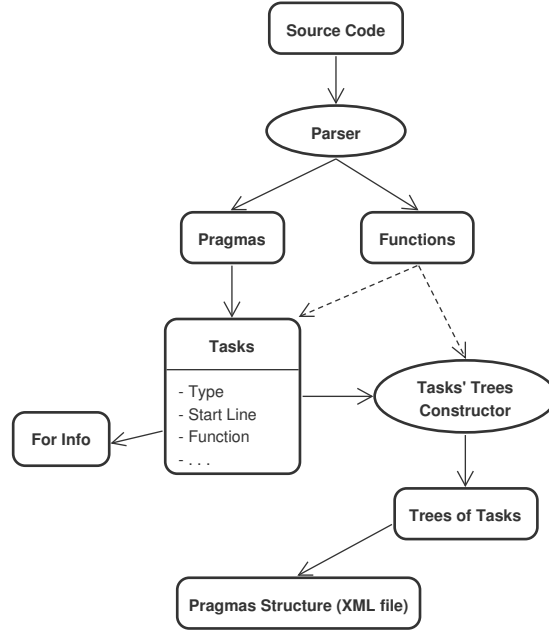 Source Code
Parser
Pragmas
Functions
Tasks
- Type
- Start Line
- Function
- . . .
Tasks' Trees
Constructor
For Info
Trees of Tasks
Pragmas Structure (XML file)